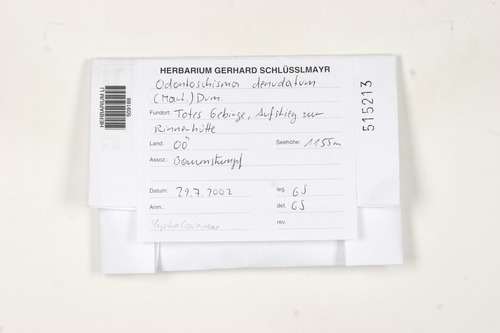 HERBARIUM GERHARD SCHLÜSSLMAYR
Odontoschisma denudatum
(Mart.) Dum
Fundort: Totes Gebirge, Aufstieg zur
Rinnerhütte
Land: OÖ Seehöhe: 1155m
Assoz.: Baumstumpf
Datum: 29.7.2002 leg. GS
Anm.: det. GS
rev.
HERBARIUM LI
509168
515213